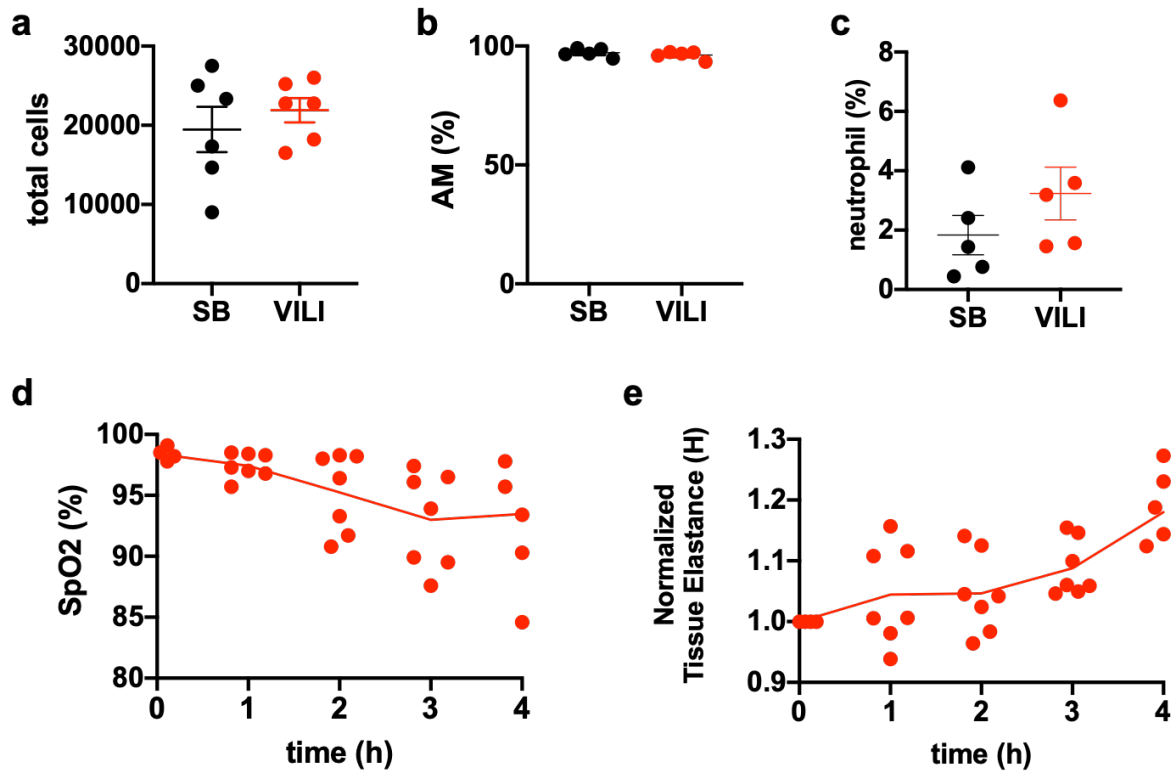 a
30000
20000
10000
0
total cells
SB VILI
b
100
50
0
AM (%)
SB VILI
c
8
6
4
2
0
neutrophil (%)
SB VILI
d
100
95
90
85
80
SpO2 (%)
0 1 2 3 4
time (h)
e
1.3
1.2
1.1
1.0
0.9
Normalized
Tissue Elastance (H)
0 1 2 3 4
time (h)